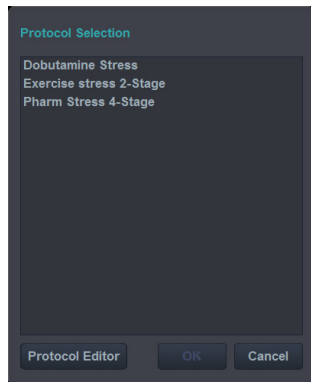 Protocol Selection
Dobutamine Stress
Exercise stress 2-Stage
Pharm Stress 4-Stage
Protocol Editor
OK
Cancel